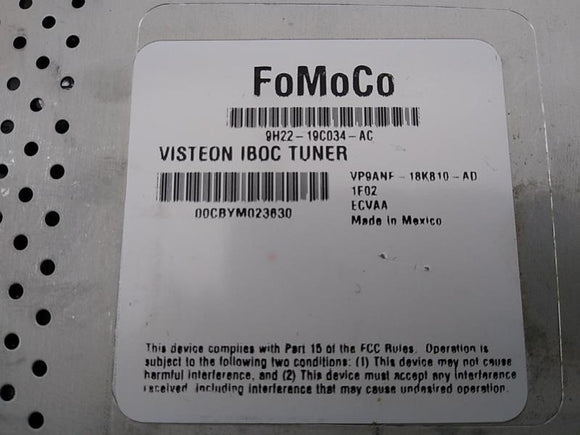 FoMoCo
9H22-19C034-AC
VISTEON IBOC TUNER
VP9ANF-18K810-AD
1F02
ECVAA
Made in Mexico
00CBYM023630
This device complies with Part 15 of the FCC Rules. Operation is
subject to the following two conditions: (1) This device may not cause
harmful interference, and (2) This device must accept any interference
received, including interference that may cause undesired operation.